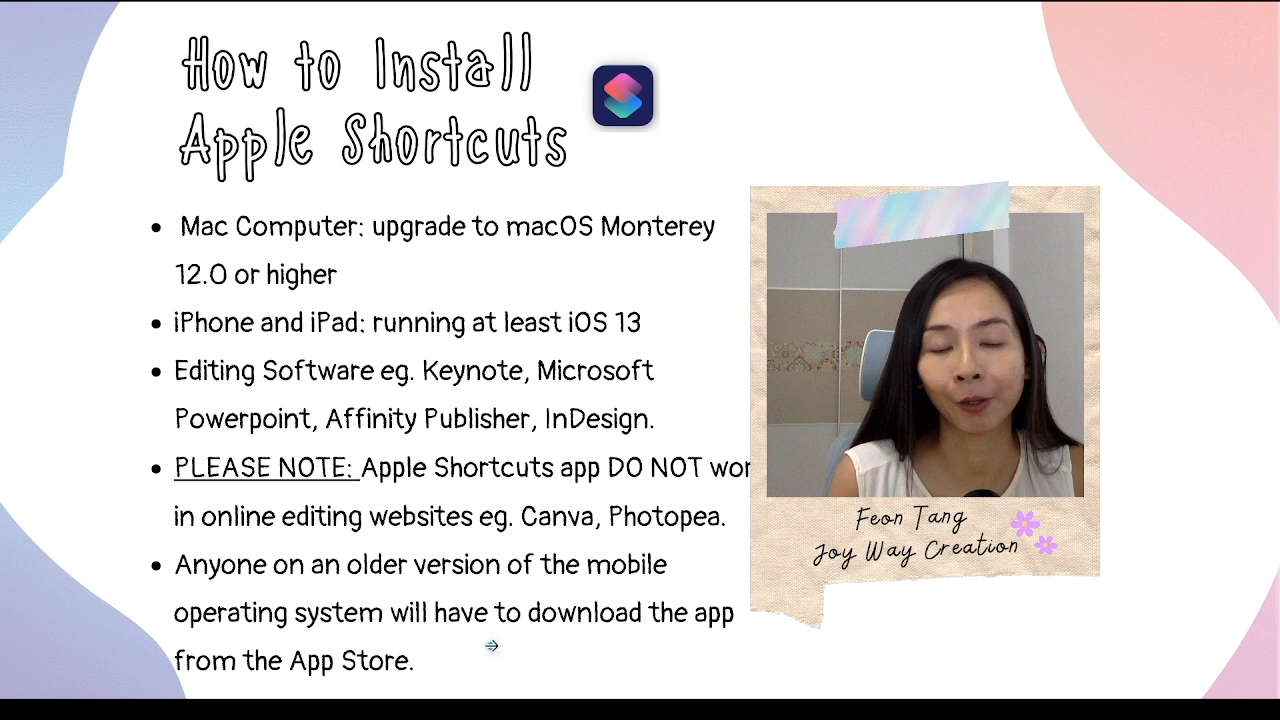 How to Install
Apple Shortcuts
Mac Computer: upgrade to macOS Monterey
12.0 or higher
iPhone and iPad: running at least iOS 13
Editing Software eg. Keynote, Microsoft
Powerpoint, Affinity Publisher, InDesign.
PLEASE NOTE: Apple Shortcuts app DO NOT
in online editing websites eg. Canva, Photopea.
Anyone on an older version of the mobile
operating system will have to download the app
from the App Store.
Feon Tang
Joy Way Creation